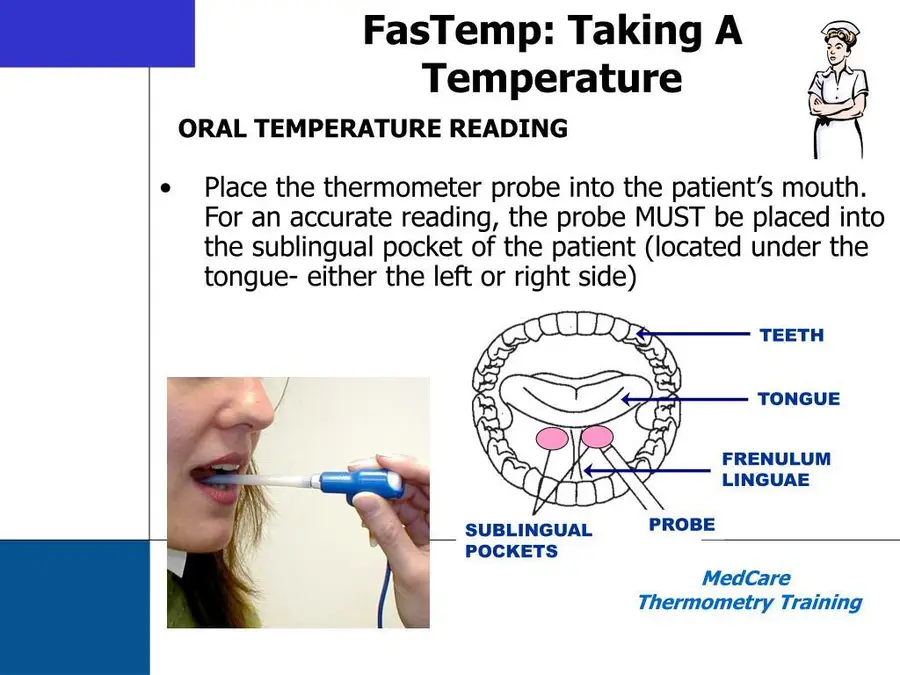 FasTemp: Taking A
Temperature
ORAL TEMPERATURE READING
• Place the thermometer probe into the patient’s mouth.
For an accurate reading, the probe MUST be placed into
the sublingual pocket of the patient (located under the
tongue- either the left or right side)
TEETH
TONGUE
FRENULUM
LINGUAE
PROBE
SUBLINGUAL
POCKETS
MedCare
Thermometry Training